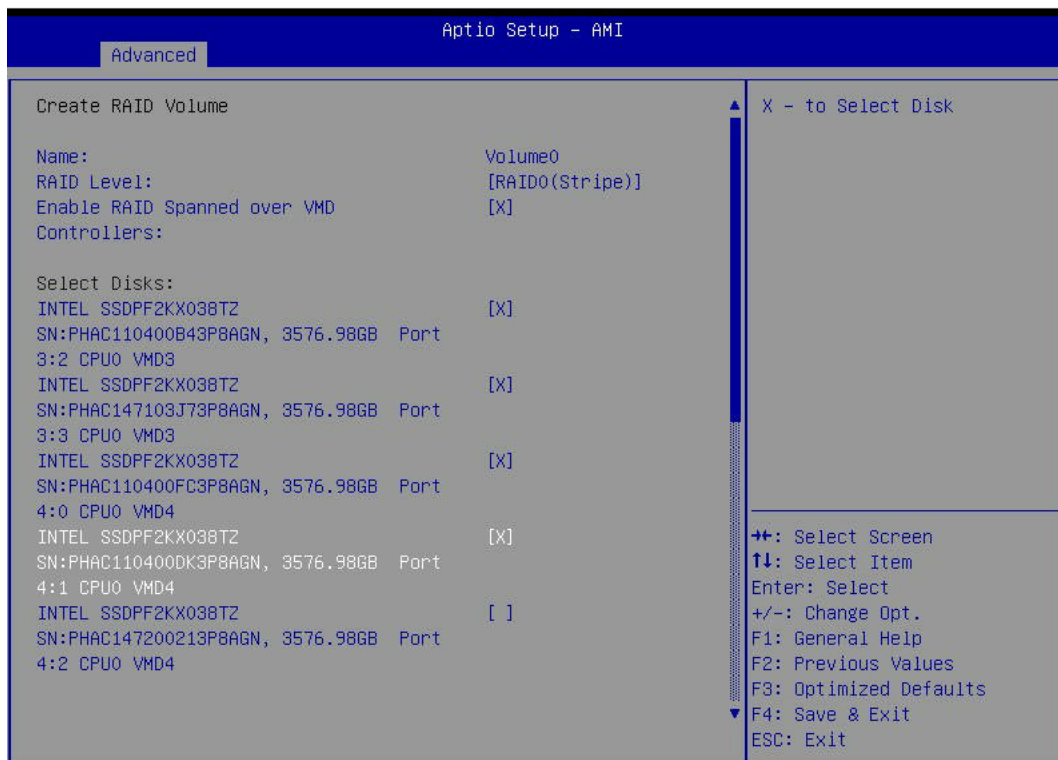 Aptio Setup – AMI
Advanced
Create RAID Volume
Name: Volume0
RAID Level: [RAID0(Stripe)]
Enable RAID Spanned over VMD [X]
Controllers:
Select Disks:
INTEL SSDPF2KX038TZ [X]
SN:PHAC110400B43P8AGN, 3576.98GB Port
3:2 CPU0 VMD3
INTEL SSDPF2KX038TZ [X]
SN:PHAC147103J73P8AGN, 3576.98GB Port
3:3 CPU0 VMD3
INTEL SSDPF2KX038TZ [X]
SN:PHAC110400FC3P8AGN, 3576.98GB Port
4:0 CPU0 VMD4
INTEL SSDPF2KX038TZ [X]
SN:PHAC110400DK3P8AGN, 3576.98GB Port
4:1 CPU0 VMD4
INTEL SSDPF2KX038TZ [ ]
SN:PHAC147200213P8AGN, 3576.98GB Port
4:2 CPU0 VMD4
X – to Select Disk
→←: Select Screen
↑↓: Select Item
Enter: Select
+/-: Change Opt.
F1: General Help
F2: Previous Values
F3: Optimized Defaults
F4: Save & Exit
ESC: Exit